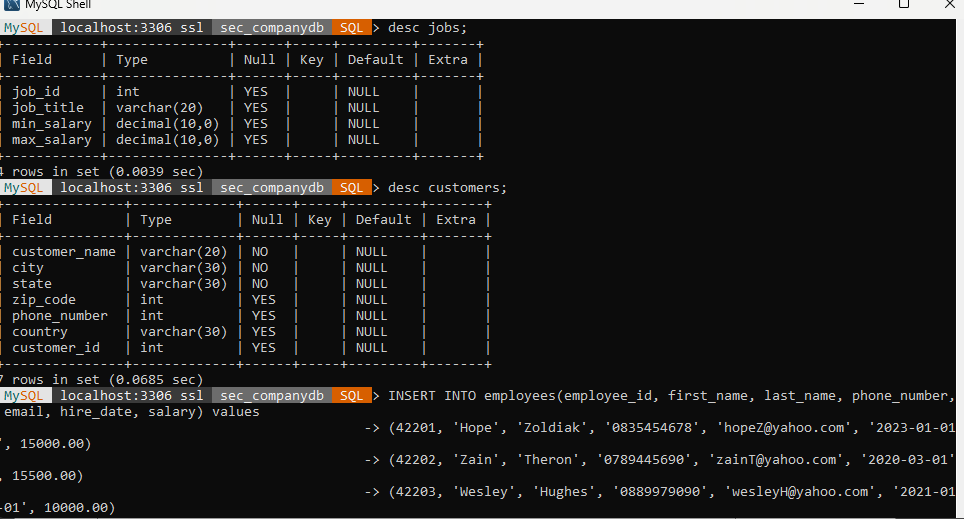 MySQL Shell
MySQL localhost:3306 ssl sec_companydb SQL > desc jobs;
+------------+---------------+------+-----+---------+-------+
| Field | Type | Null | Key | Default | Extra |
+------------+---------------+------+-----+---------+-------+
| job_id | int | YES | | NULL | |
| job_title | varchar(20) | YES | | NULL | |
| min_salary | decimal(10,0) | YES | | NULL | |
| max_salary | decimal(10,0) | YES | | NULL | |
+------------+---------------+------+-----+---------+-------+
4 rows in set (0.0039 sec)
MySQL localhost:3306 ssl sec_companydb SQL > desc customers;
+---------------+-------------+------+-----+---------+-------+
| Field | Type | Null | Key | Default | Extra |
+---------------+-------------+------+-----+---------+-------+
| customer_name | varchar(20) | NO | | NULL | |
| city | varchar(30) | NO | | NULL | |
| state | varchar(30) | NO | | NULL | |
| zip_code | int | YES | | NULL | |
| phone_number | int | YES | | NULL | |
| country | varchar(30) | YES | | NULL | |
| customer_id | int | YES | | NULL | |
+---------------+-------------+------+-----+---------+-------+
7 rows in set (0.0685 sec)
MySQL localhost:3306 ssl sec_companydb SQL > INSERT INTO employees(employee_id, first_name, last_name, phone_number,
email, hire_date, salary) values
-> (42201, 'Hope', 'Zoldiak', '0835454678', 'hopeZ@yahoo.com', '2023-01-01
', 15000.00)
-> (42202, 'Zain', 'Theron', '0789445690', 'zainT@yahoo.com', '2020-03-01'
, 15500.00)
-> (42203, 'Wesley', 'Hughes', '0889979090', 'wesleyH@yahoo.com', '2021-01
-01', 10000.00)